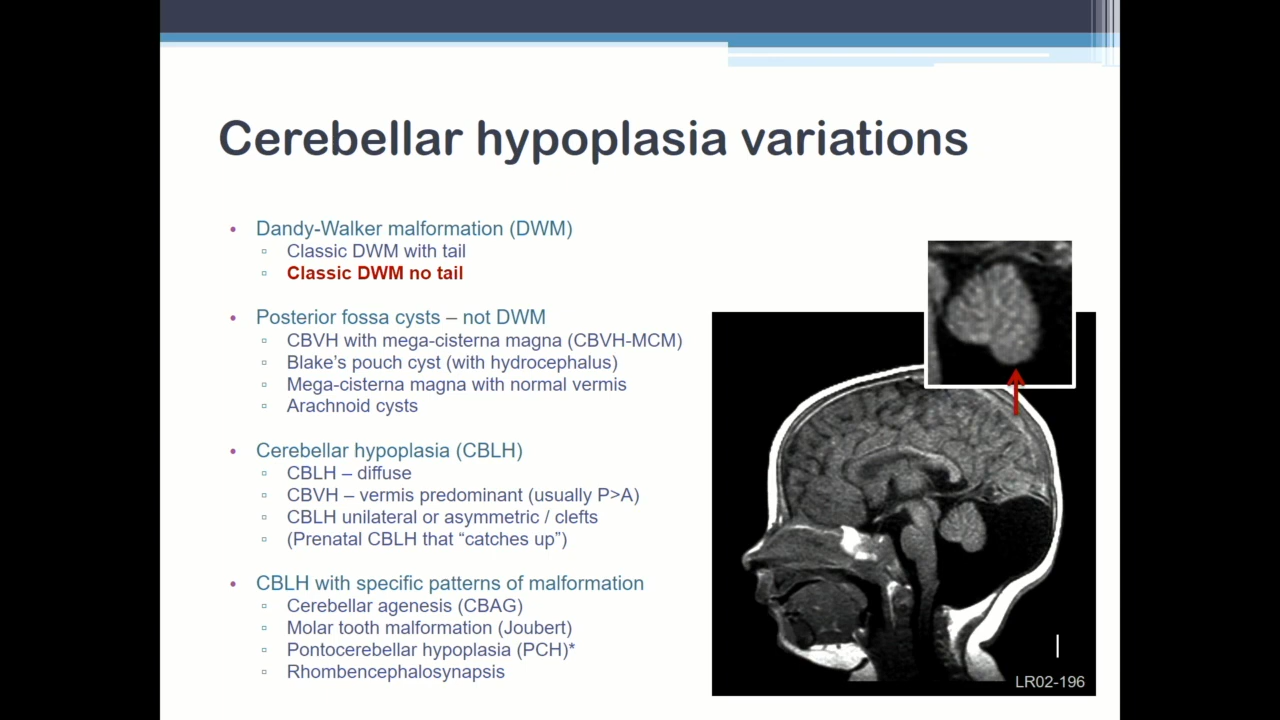 Cerebellar hypoplasia variations
• Dandy-Walker malformation (DWM)
▫ Classic DWM with tail
▫ Classic DWM no tail
• Posterior fossa cysts – not DWM
▫ CBVH with mega-cisterna magna (CBVH-MCM)
▫ Blake’s pouch cyst (with hydrocephalus)
▫ Mega-cisterna magna with normal vermis
▫ Arachnoid cysts
• Cerebellar hypoplasia (CBLH)
▫ CBLH – diffuse
▫ CBVH – vermis predominant (usually P>A)
▫ CBLH unilateral or asymmetric / clefts
▫ (Prenatal CBLH that “catches up”)
• CBLH with specific patterns of malformation
▫ Cerebellar agenesis (CBAG)
▫ Molar tooth malformation (Joubert)
▫ Pontocerebellar hypoplasia (PCH)*
▫ Rhombencephalosynapsis
LR02-196